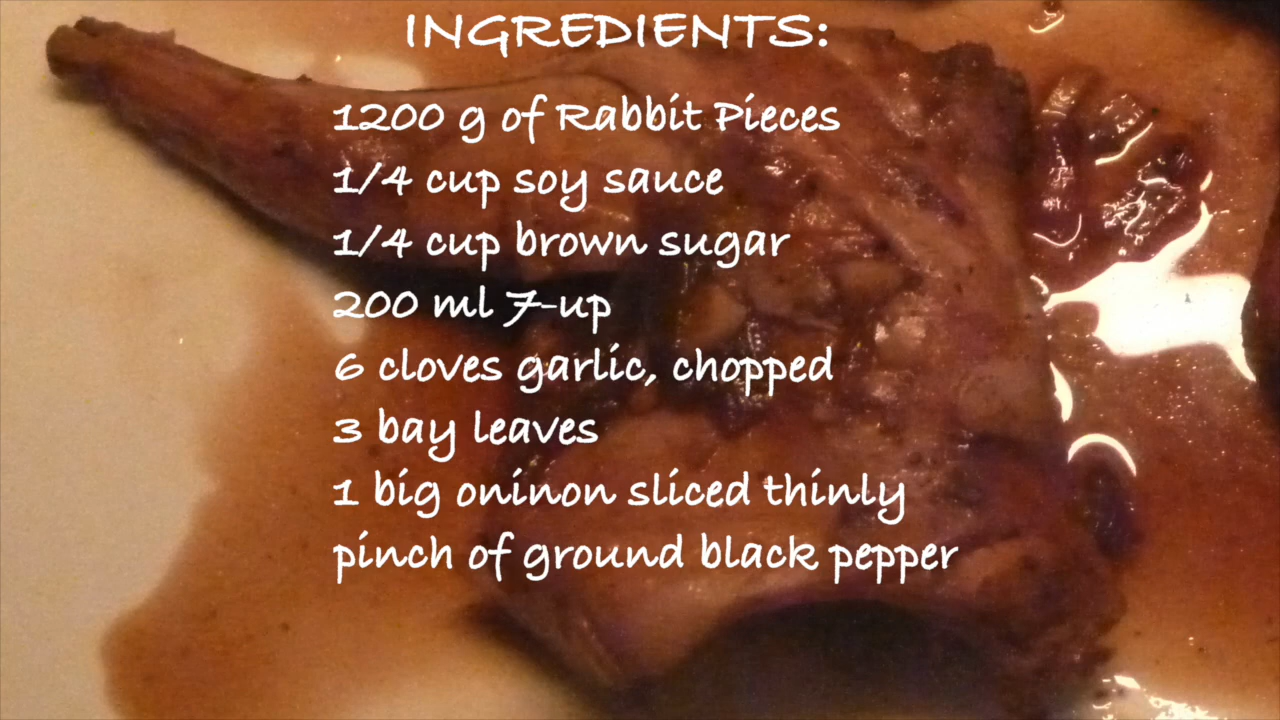 INGREDIENTS:
1200 g of Rabbit Pieces
1/4 cup soy sauce
1/4 cup brown sugar
200 ml 7-up
6 cloves garlic, chopped
3 bay leaves
1 big oninon sliced thinly
pinch of ground black pepper